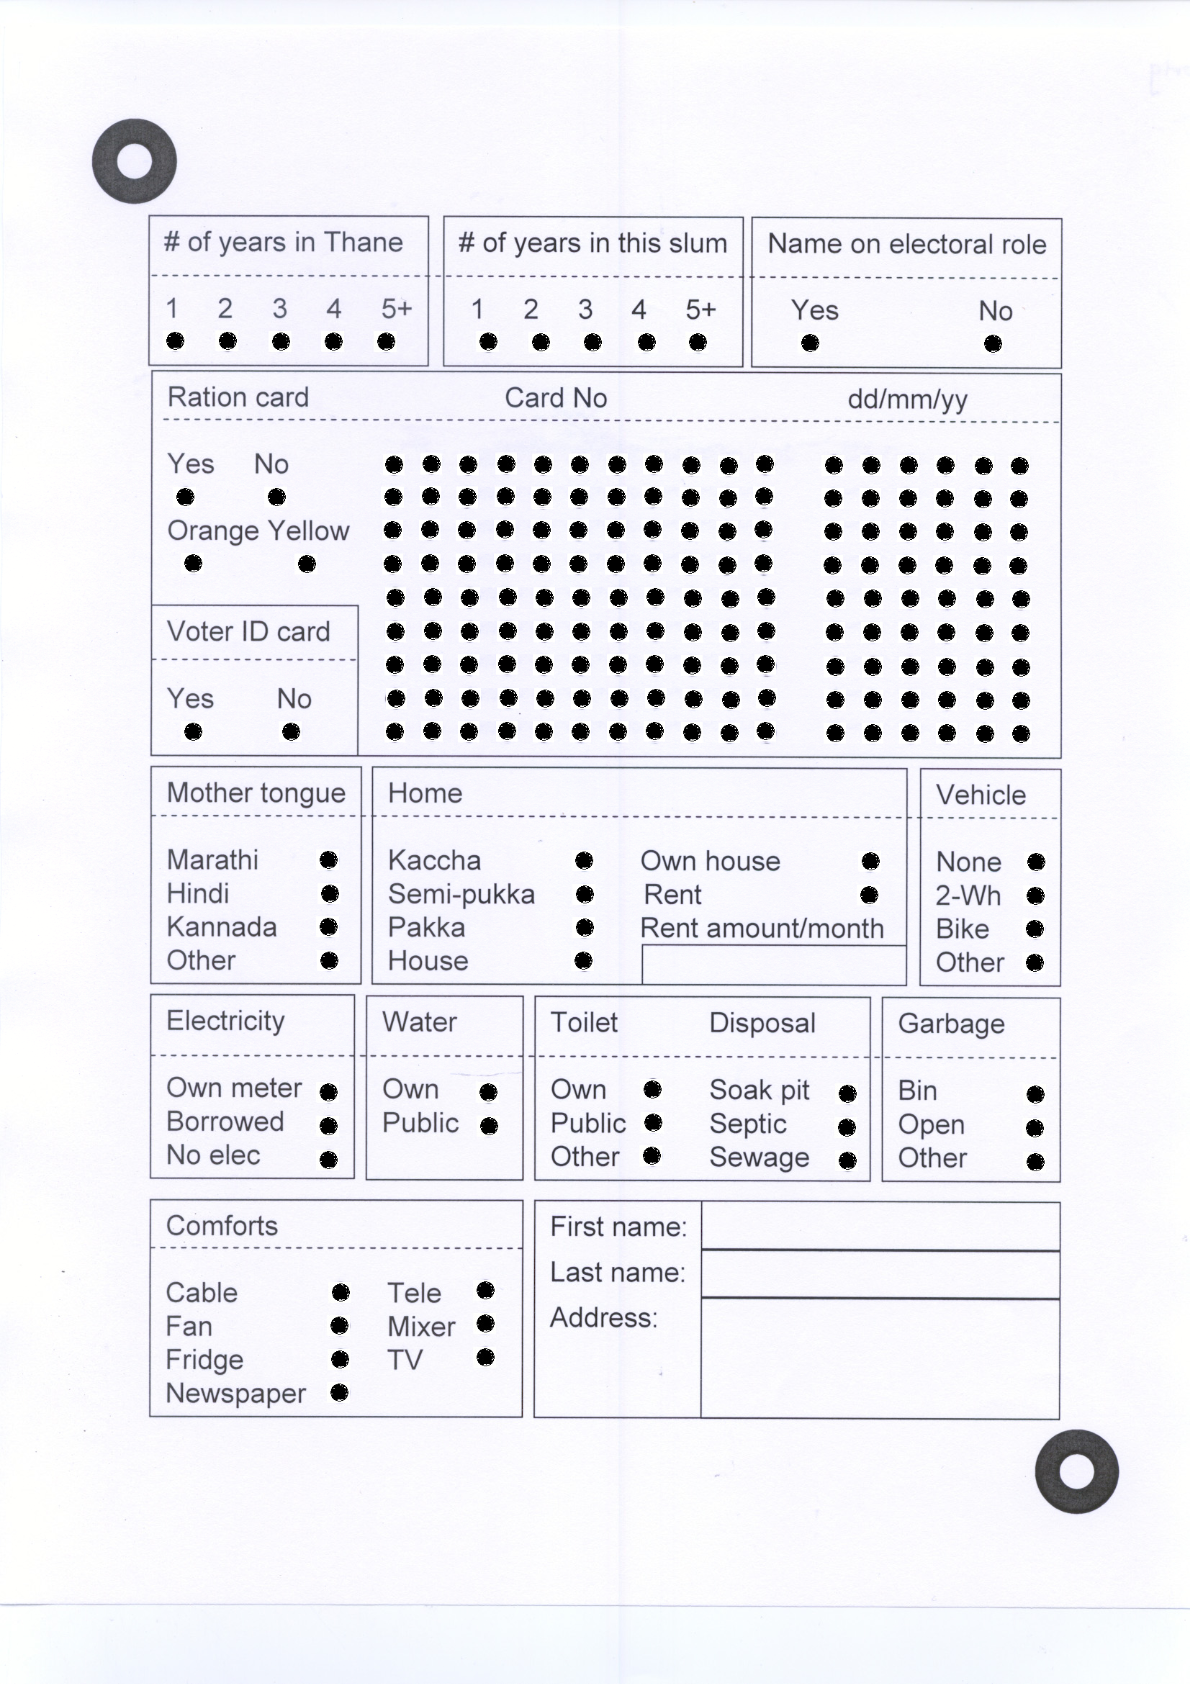 # of years in Thane
1 2 3 4 5+
# of years in this slum
1 2 3 4 5+
Name on electoral role
Yes No
Ration card Card No dd/mm/yy
Yes No
Orange Yellow
Voter ID card
Yes No
Mother tongue
Marathi
Hindi
Kannada
Other
Home
Kaccha
Semi-pukka
Pakka
House
Own house
Rent
Rent amount/month
Vehicle
None
2-Wh
Bike
Other
Electricity
Own meter
Borrowed
No elec
Water
Own
Public
Toilet
Own
Public
Other
Disposal
Soak pit
Septic
Sewage
Garbage
Bin
Open
Other
Comforts
Cable
Fan
Fridge
Newspaper
Tele
Mixer
TV
First name:
Last name:
Address: